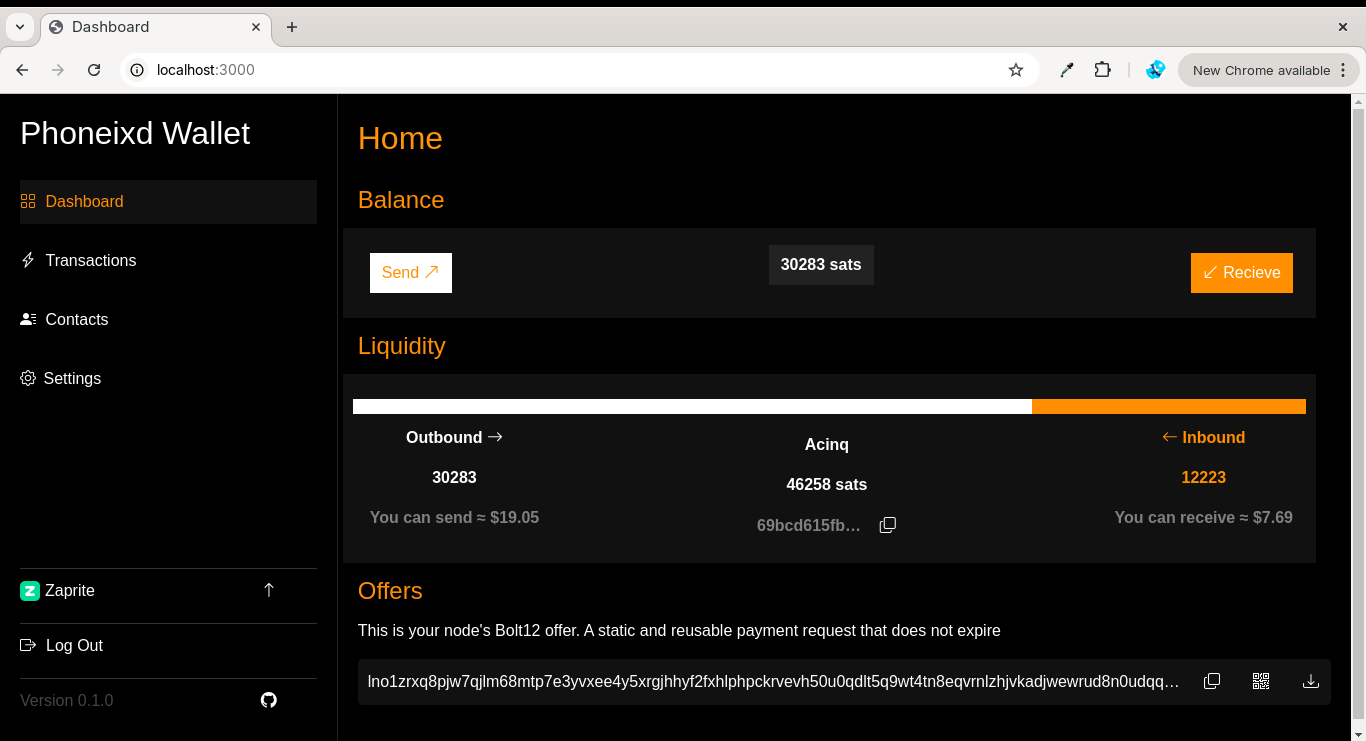 Dashboard
localhost:3000
New Chrome available
Phoneixd Wallet
Dashboard
Transactions
Contacts
Settings
Zaprite
Log Out
Version 0.1.0
Home
Balance
Send
30283 sats
Recieve
Liquidity
Outbound
30283
You can send ≈ $19.05
Acinq
46258 sats
69bcd615fb…
Inbound
12223
You can receive ≈ $7.69
Offers
This is your node's Bolt12 offer. A static and reusable payment request that does not expire
lno1zrxq8pjw7qjlm68mtp7e3yvxee4y5xrgjhhyf2fxhlphpckrvevh50u0qdlt5q9wt4tn8eqvrnlzhjvkadjwewrud8n0udqq…